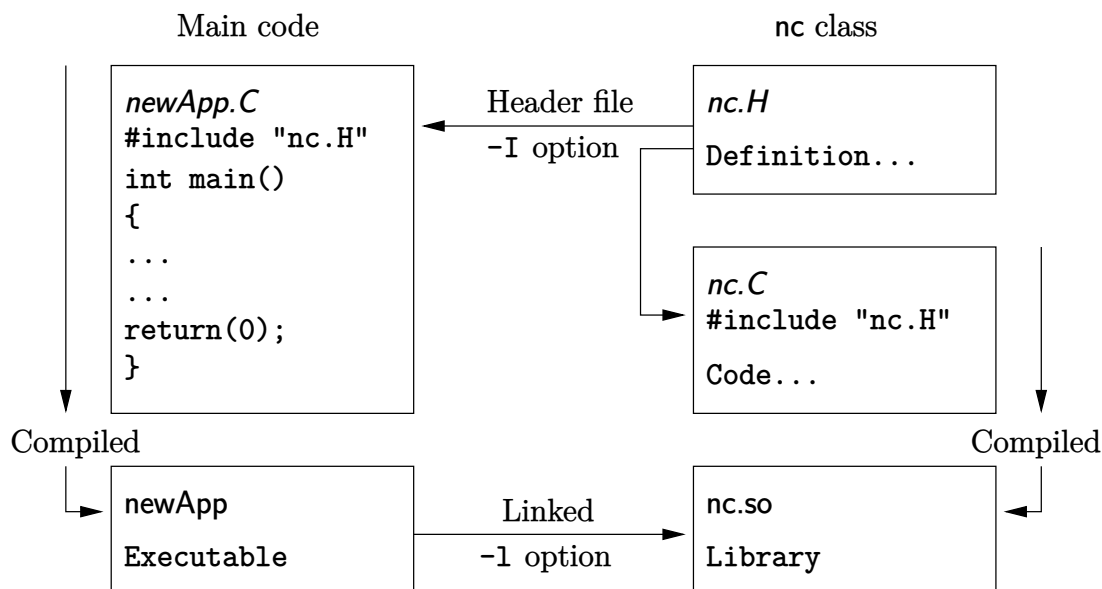 Main code
nc class
newApp.C
#include "nc.H"
int main()
{
...
...
return(0);
}
Header file
-I option
nc.H
Definition...
nc.C
#include "nc.H"
Code...
Compiled
Compiled
newApp
Executable
Linked
-l option
nc.so
Library